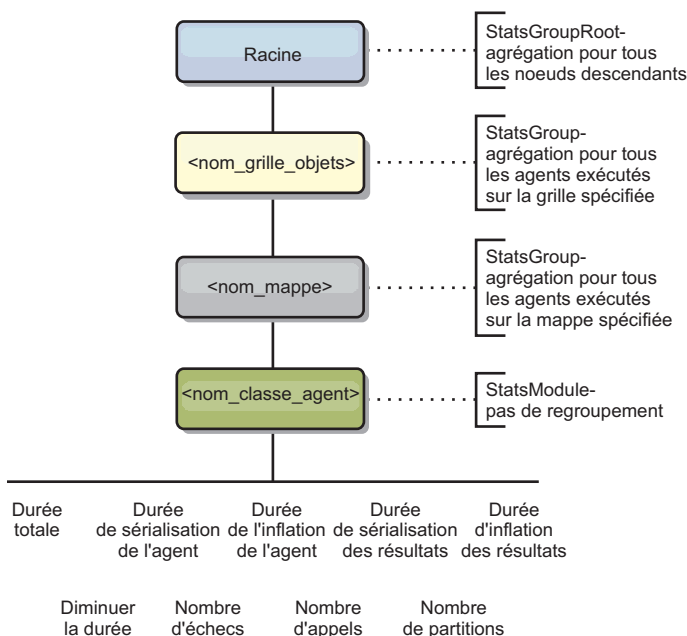 Racine
StatsGroupRoot-
agrégation pour tous
les noeuds descendants
<nom_grille_objets>
StatsGroup-
agrégation pour tous
les agents exécutés
sur la grille spécifiée
<nom_mappe>
StatsGroup-
agrégation pour tous
les agents exécutés
sur la mappe spécifiée
<nom_classe_agent>
StatsModule-
pas de regroupement
Durée
totale
Durée
de sérialisation
de l'agent
Durée
de l'inflation
de l'agent
Durée
de sérialisation
des résultats
Durée
d'inflation
des résultats
Diminuer
la durée
Nombre
d'échecs
Nombre
d'appels
Nombre
de partitions